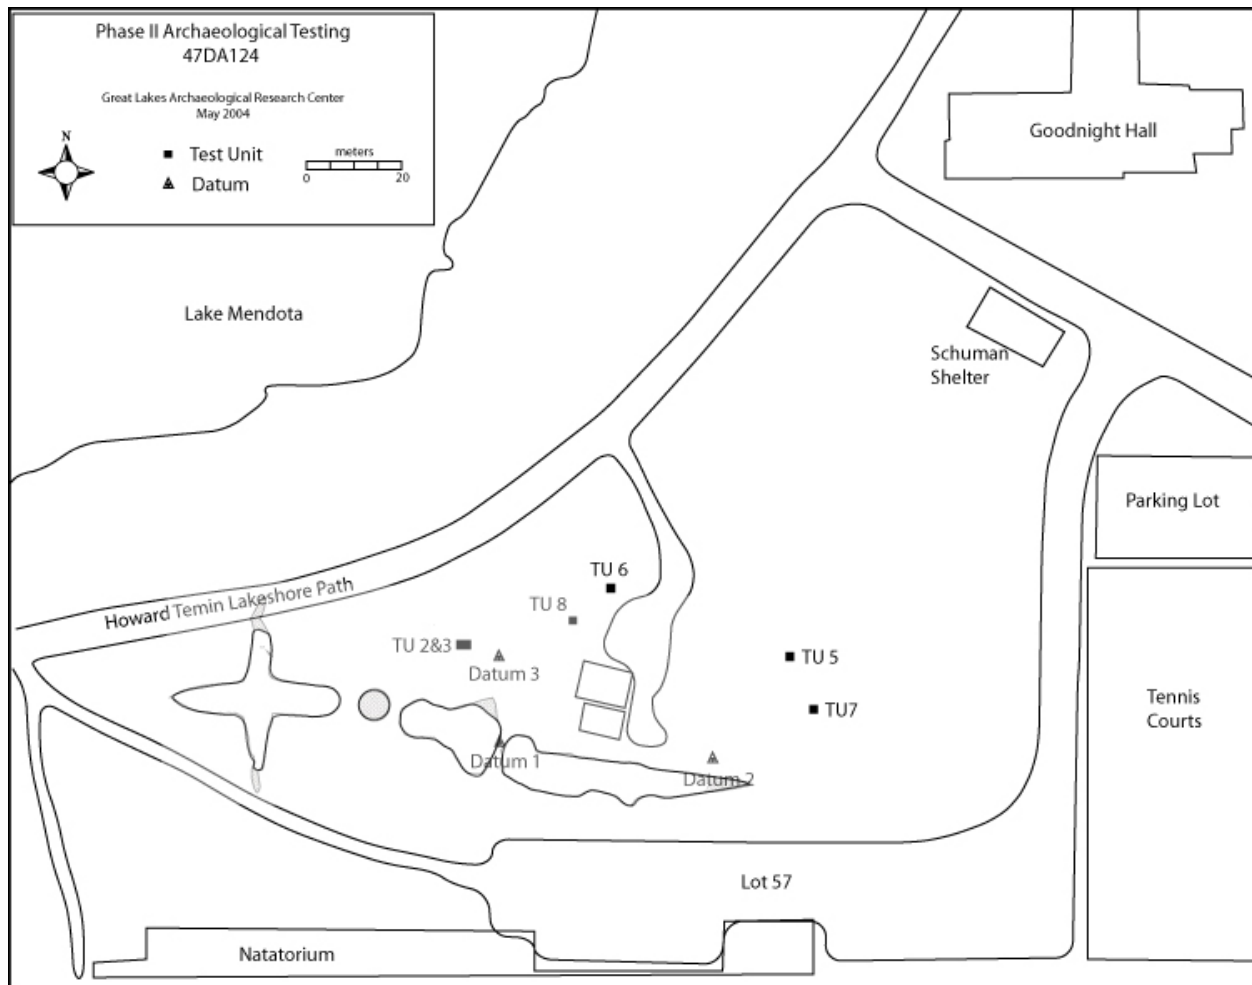 Phase II Archaeological Testing
47DA124
Great Lakes Archaeological Research Center
May 2004
N
Test Unit
Datum
meters
0 20
Goodnight Hall
Lake Mendota
Schuman
Shelter
Parking Lot
TU 6
Howard Temin Lakeshore Path
TU 8
TU 2&3
Datum 3
TU 5
TU7
Tennis
Courts
Datum 1
Datum 2
Lot 57
Natatorium